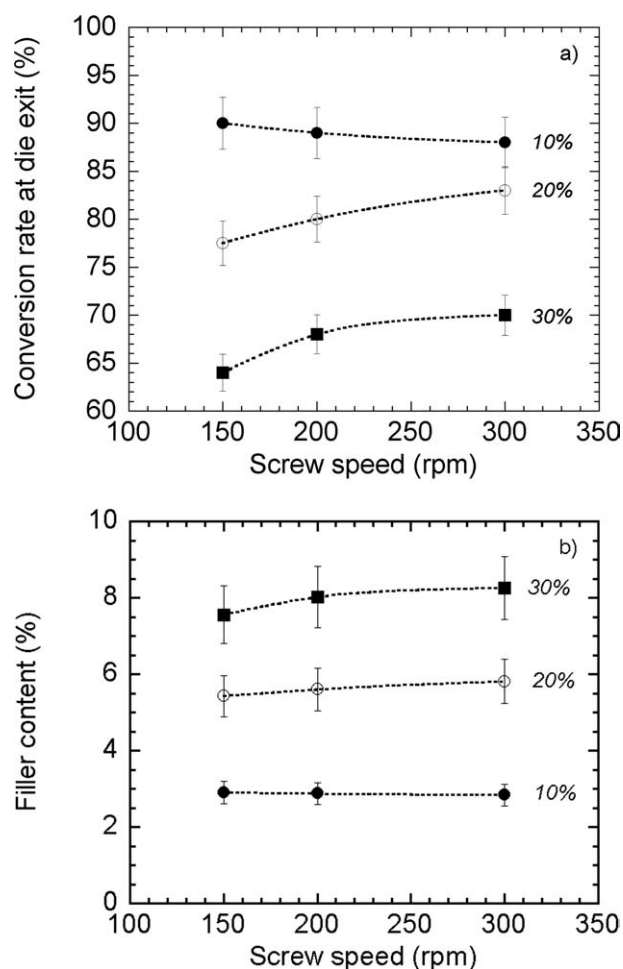 a)
Conversion rate at die exit (%)
100
95
90
85
80
75
70
65
60
10%
20%
30%
100 150 200 250 300 350
Screw speed (rpm)
b)
Filler content (%)
10
8
6
4
2
0
30%
20%
10%
100 150 200 250 300 350
Screw speed (rpm)